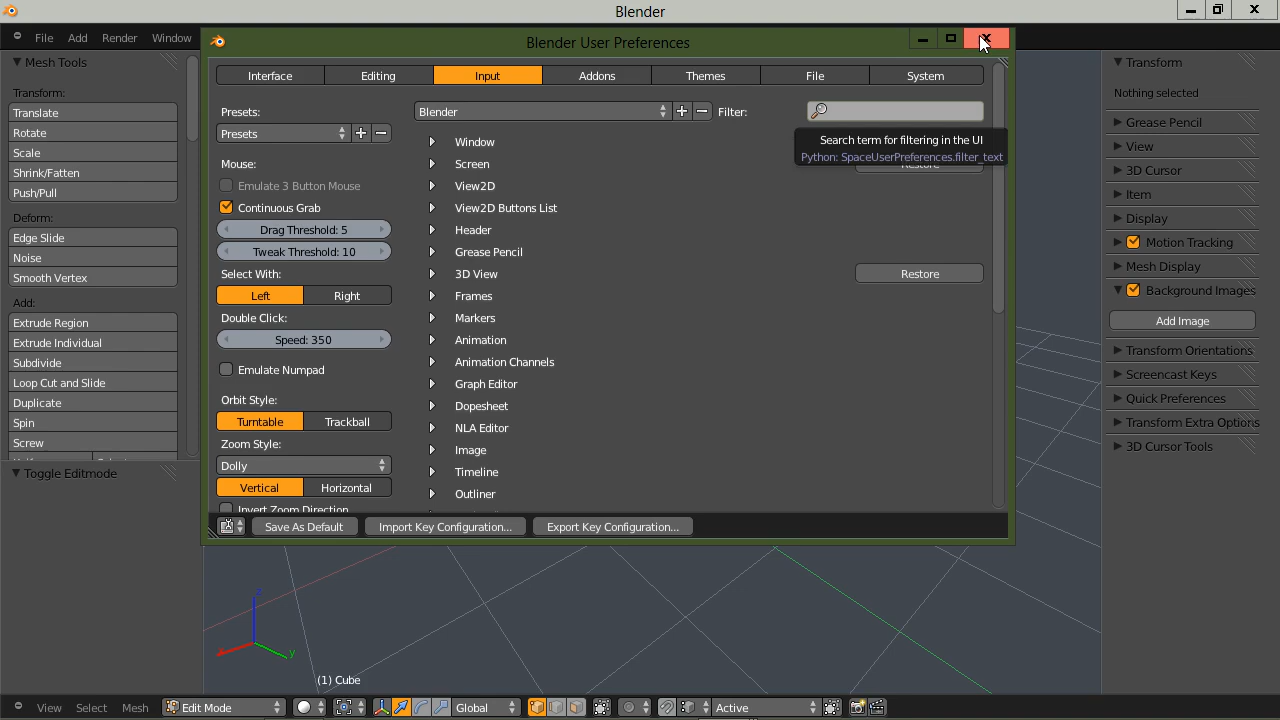 Blender
File Add Render Window
Blender User Preferences
Mesh Tools
Transform:
Translate
Rotate
Scale
Shrink/Fatten
Push/Pull
Deform:
Edge Slide
Noise
Smooth Vertex
Add:
Extrude Region
Extrude Individual
Subdivide
Loop Cut and Slide
Duplicate
Spin
Screw
Toggle Editmode
Interface Editing Input Addons Themes File System
Presets:
Presets
Mouse:
Emulate 3 Button Mouse
Continuous Grab
Drag Threshold: 5
Tweak Threshold: 10
Select With:
Left Right
Double Click:
Speed: 350
Emulate Numpad
Orbit Style:
Turntable Trackball
Zoom Style:
Dolly
Vertical Horizontal
Invert Zoom Direction
Blender
Filter:
Search term for filtering in the UI
Python: SpaceUserPreferences.filter_text
Restore
Window
Screen
View2D
View2D Buttons List
Header
Grease Pencil
3D View
Restore
Frames
Markers
Animation
Animation Channels
Graph Editor
Dopesheet
NLA Editor
Image
Timeline
Outliner
Save As Default Import Key Configuration... Export Key Configuration...
Transform
Nothing selected
Grease Pencil
View
3D Cursor
Item
Display
Motion Tracking
Mesh Display
Background Images
Add Image
Transform Orientations
Screencast Keys
Quick Preferences
Transform Extra Options
3D Cursor Tools
z
y
(1) Cube
View Select Mesh Edit Mode Global Active